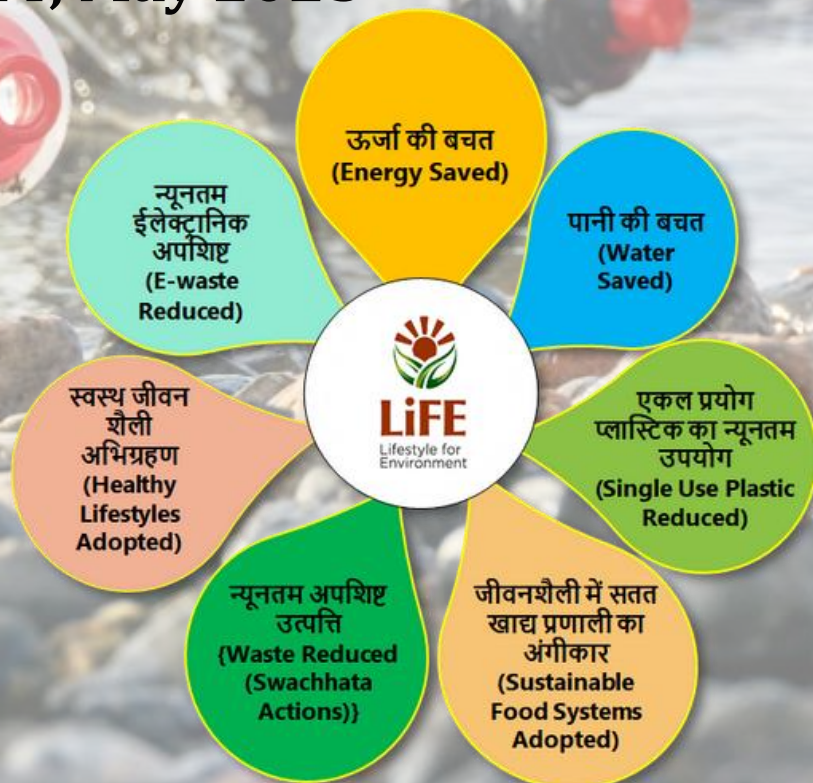 May 2023
ऊर्जा की बचत
(Energy Saved)
पानी की बचत
(Water
Saved)
एकल प्रयोग
प्लास्टिक का न्यूनतम
उपयोग
(Single Use Plastic
Reduced)
जीवनशैली में सतत
खाद्य प्रणाली का
अंगीकार
(Sustainable
Food Systems
Adopted)
न्यूनतम अपशिष्ट
उत्पत्ति
{Waste Reduced
(Swachhata
Actions)}
स्वस्थ जीवन
शैली
अभिग्रहण
(Healthy
Lifestyles
Adopted)
न्यूनतम
ईलेक्ट्रानिक
अपशिष्ट
(E-waste
Reduced)
LiFE
Lifestyle for
Environment